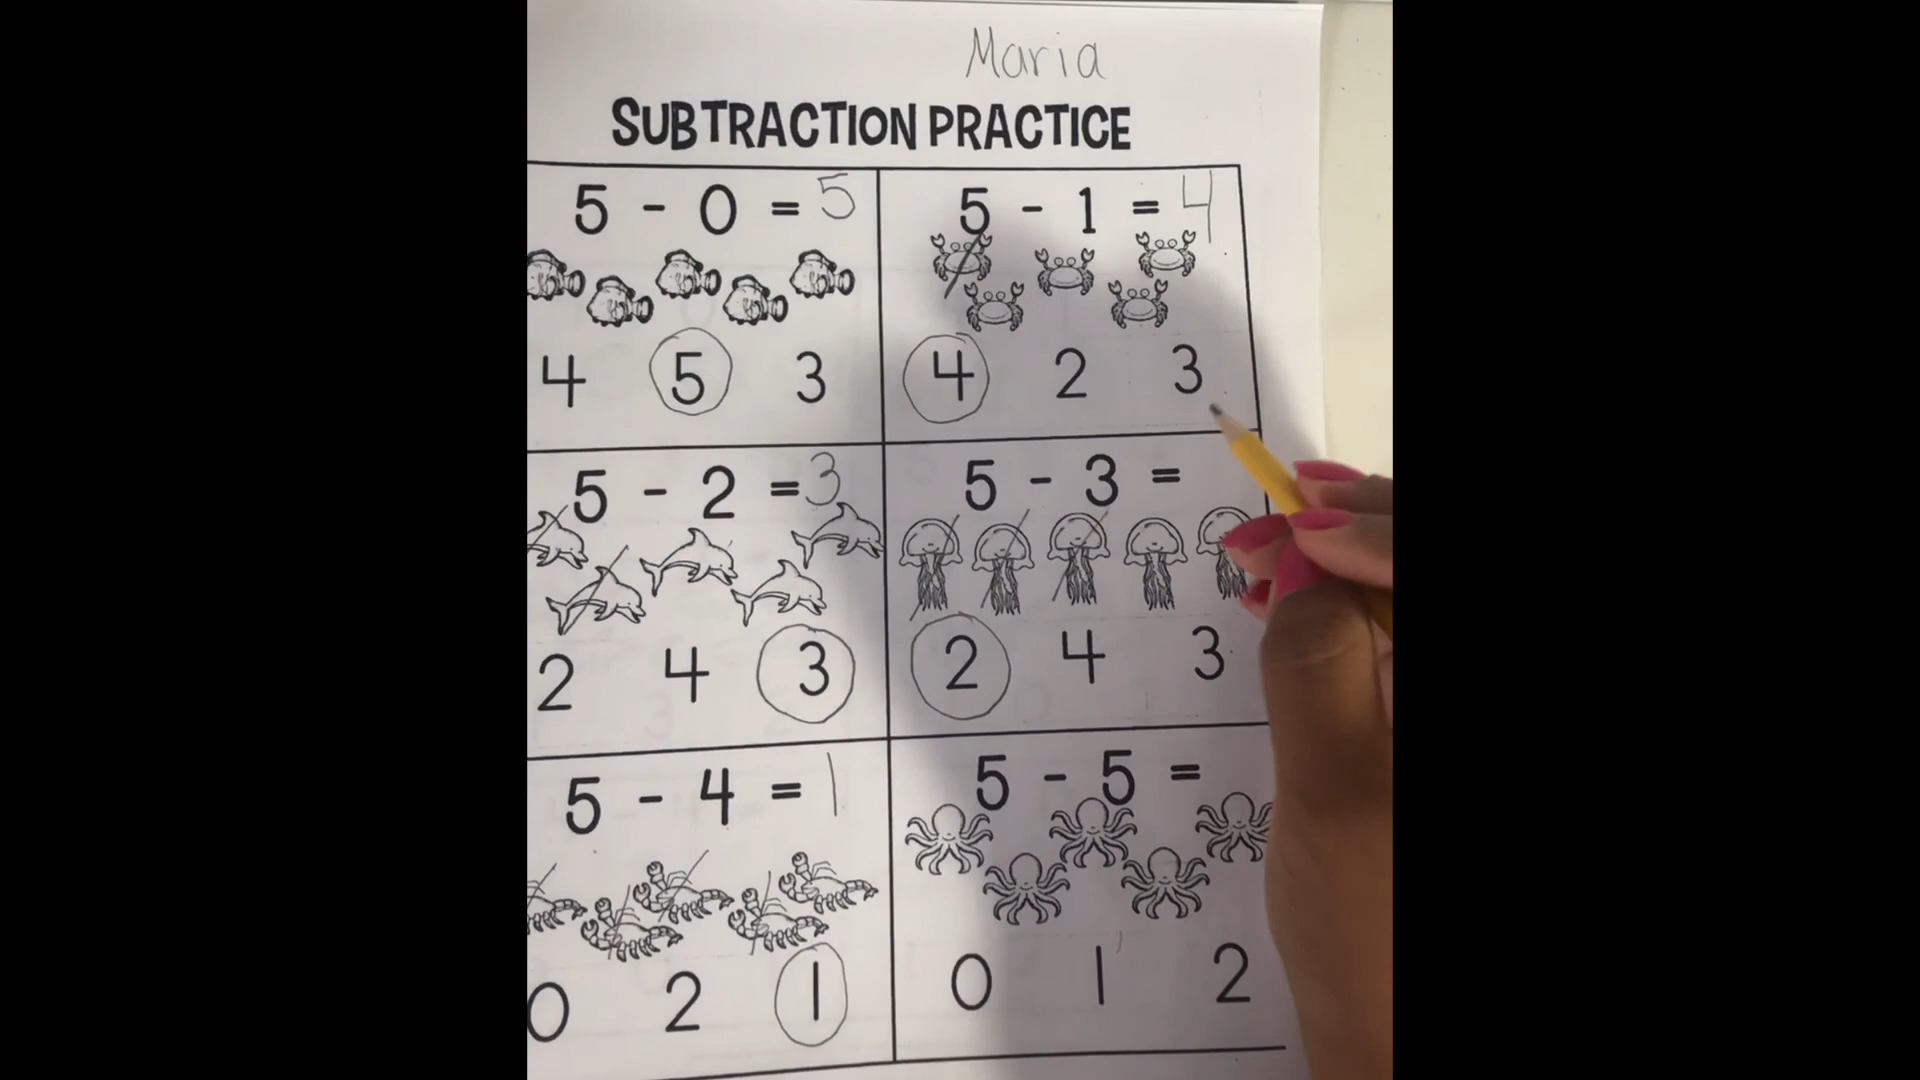 Maria
SUBTRACTION PRACTICE
5 - 0 = 5
4 5 3
5 - 1 = 4
4 2 3
5 - 2 = 3
2 4 3
5 - 3 =
2 4 3
5 - 4 = 1
0 2 1
5 - 5 =
0 1 2